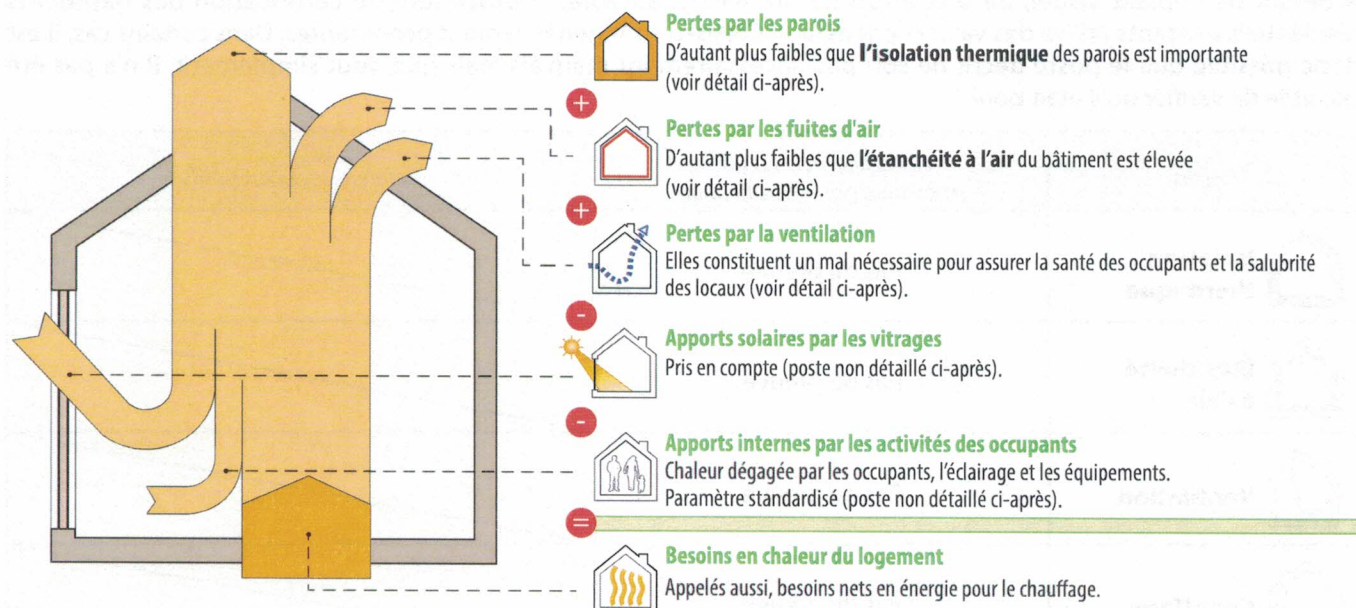 Pertes par les parois
D'autant plus faibles que l'isolation thermique des parois est importante
(voir détail ci-après).
+
Pertes par les fuites d'air
D'autant plus faibles que l'étanchéité à l'air du bâtiment est élevée
(voir détail ci-après).
+
Pertes par la ventilation
Elles constituent un mal nécessaire pour assurer la santé des occupants et la salubrité
des locaux (voir détail ci-après).
-
Apports solaires par les vitrages
Pris en compte (poste non détaillé ci-après).
-
Apports internes par les activités des occupants
Chaleur dégagée par les occupants, l'éclairage et les équipements.
Paramètre standardisé (poste non détaillé ci-après).
=
Besoins en chaleur du logement
Appelés aussi, besoins nets en énergie pour le chauffage.